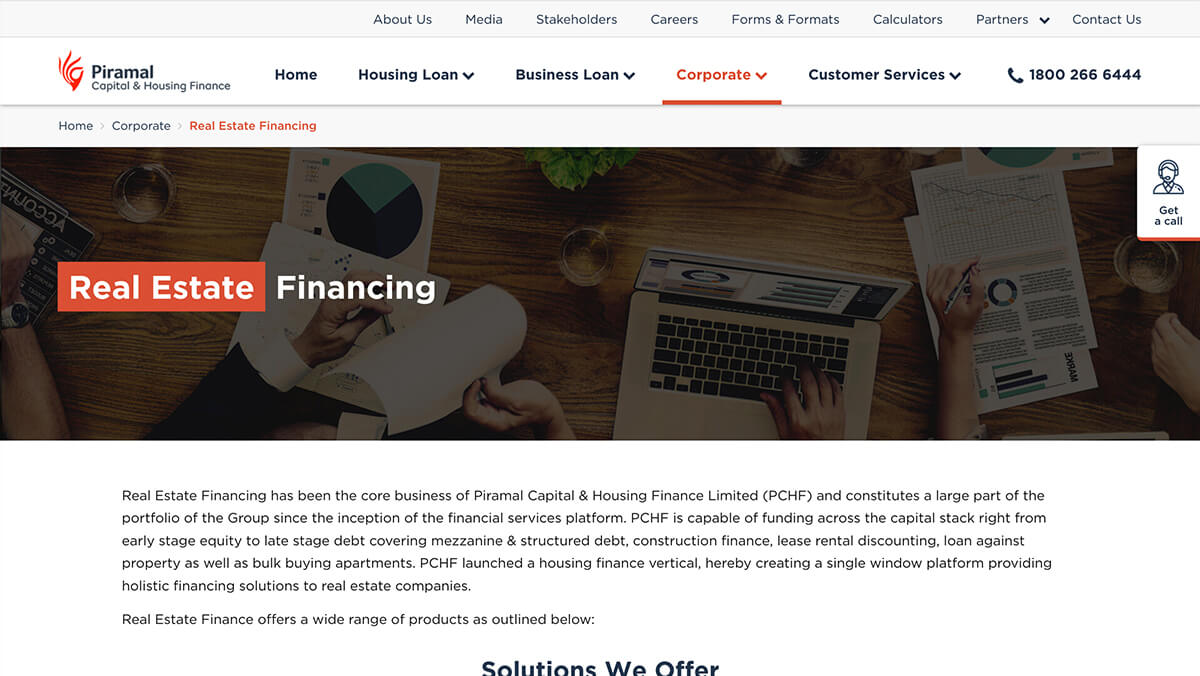 About Us Media Stakeholders Careers Forms & Formats Calculators Partners Contact Us
Piramal
Capital & Housing Finance
Home Housing Loan Business Loan Corporate Customer Services 1800 266 6444
Home › Corporate › Real Estate Financing
ACCOUNT
Get
a call
Real Estate Financing
Real Estate Financing has been the core business of Piramal Capital & Housing Finance Limited (PCHF) and constitutes a large part of the
portfolio of the Group since the inception of the financial services platform. PCHF is capable of funding across the capital stack right from
early stage equity to late stage debt covering mezzanine & structured debt, construction finance, lease rental discounting, loan against
property as well as bulk buying apartments. PCHF launched a housing finance vertical, hereby creating a single window platform providing
holistic financing solutions to real estate companies.
Real Estate Finance offers a wide range of products as outlined below:
Solutions We Offer